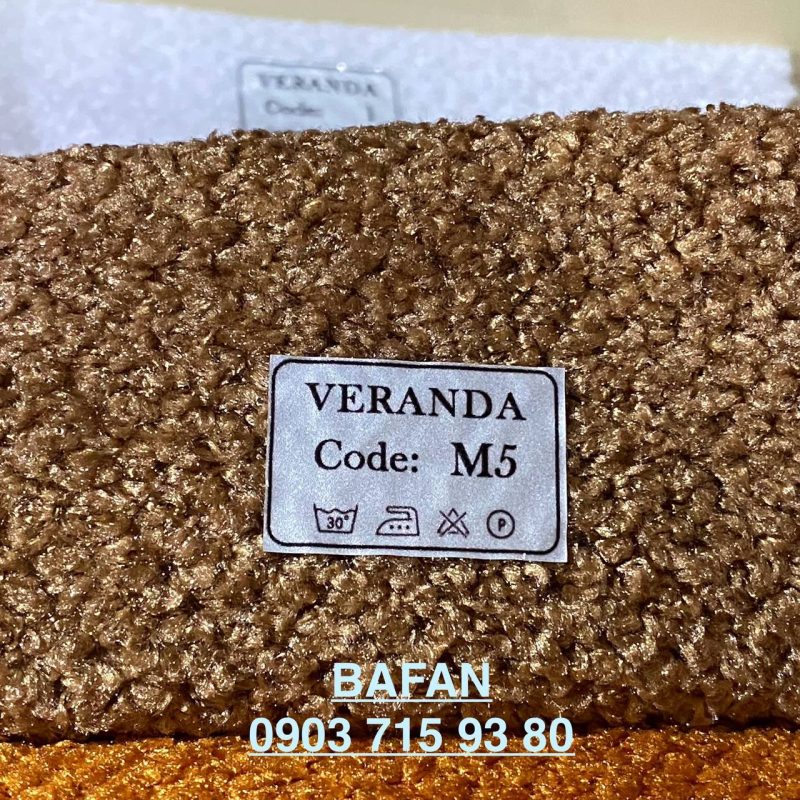 VERANDA
Code:
VERANDA
Code: M5
30°
P
BAFAN
0903 715 93 80